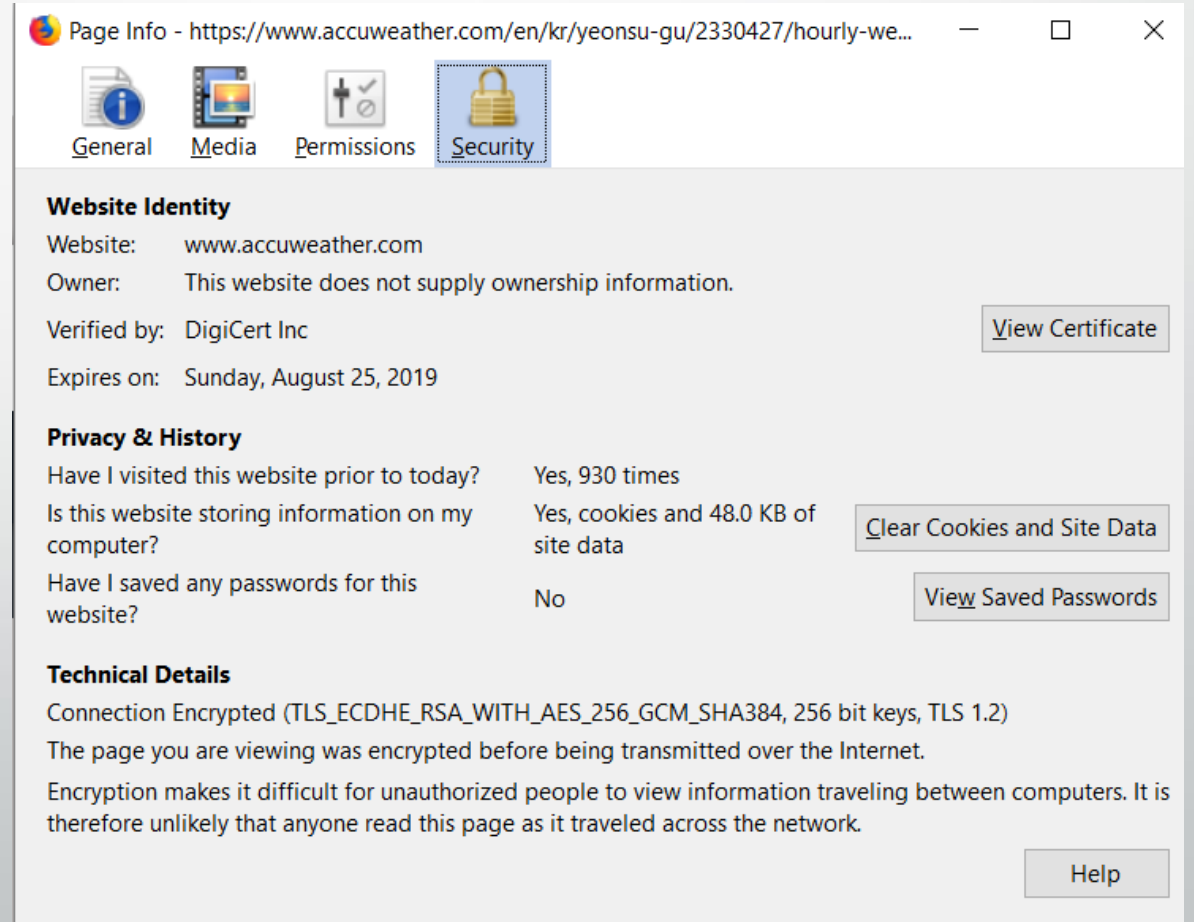 Page Info - https://www.accuweather.com/en/kr/yeonsu-gu/2330427/hourly-we...
General Media Permissions Security
Website Identity
Website: www.accuweather.com
Owner: This website does not supply ownership information.
Verified by: DigiCert Inc View Certificate
Expires on: Sunday, August 25, 2019
Privacy & History
Have I visited this website prior to today? Yes, 930 times
Is this website storing information on my
computer?
Yes, cookies and 48.0 KB of
site data
Clear Cookies and Site Data
Have I saved any passwords for this
website?
No
View Saved Passwords
Technical Details
Connection Encrypted (TLS_ECDHE_RSA_WITH_AES_256_GCM_SHA384, 256 bit keys, TLS 1.2)
The page you are viewing was encrypted before being transmitted over the Internet.
Encryption makes it difficult for unauthorized people to view information traveling between computers. It is
therefore unlikely that anyone read this page as it traveled across the network.
Help